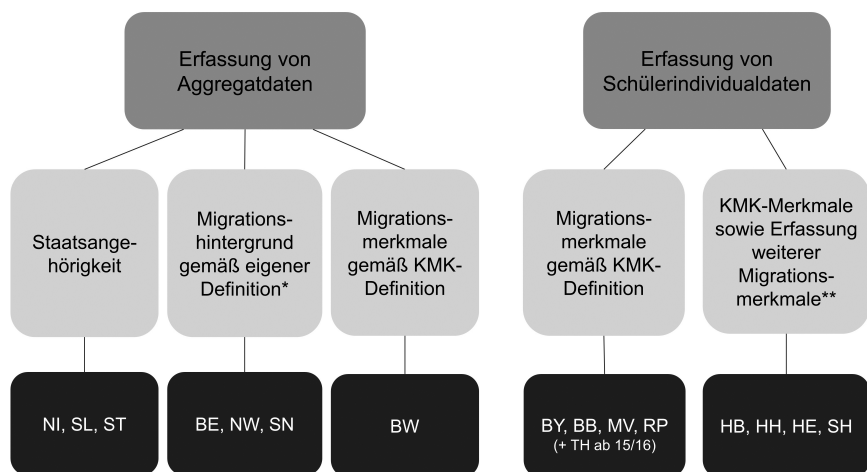 Erfassung von
Aggregatdaten
Erfassung von
Schülerindividualdaten
Staatsange-
hörigkeit
Migrations-
hintergrund
gemäß eigener
Definition*
Migrations-
merkmale
gemäß KMK-
Definition
Migrations-
merkmale
gemäß KMK-
Definition
KMK-Merkmale
sowie Erfassung
weiterer
Migrations-
merkmale**
NI, SL, ST
BE, NW, SN
BW
BY, BB, MV, RP
(+ TH ab 15/16)
HB, HH, HE, SH